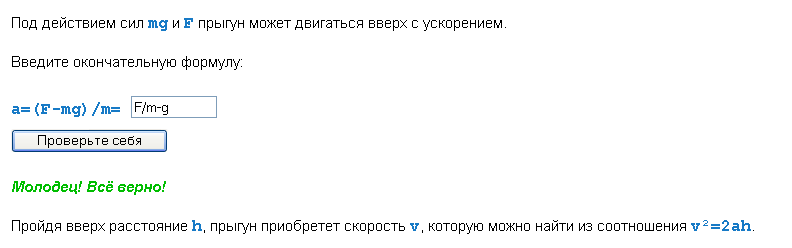 Под действием сил mg и F прыгун может двигаться вверх с ускорением.
Введите окончательную формулу:
a=(F-mg)/m= F/m-g
Проверьте себя
Молодец! Всё верно!
Пройдя вверх расстояние h, прыгун приобретет скорость v, которую можно найти из соотношения v²=2ah.